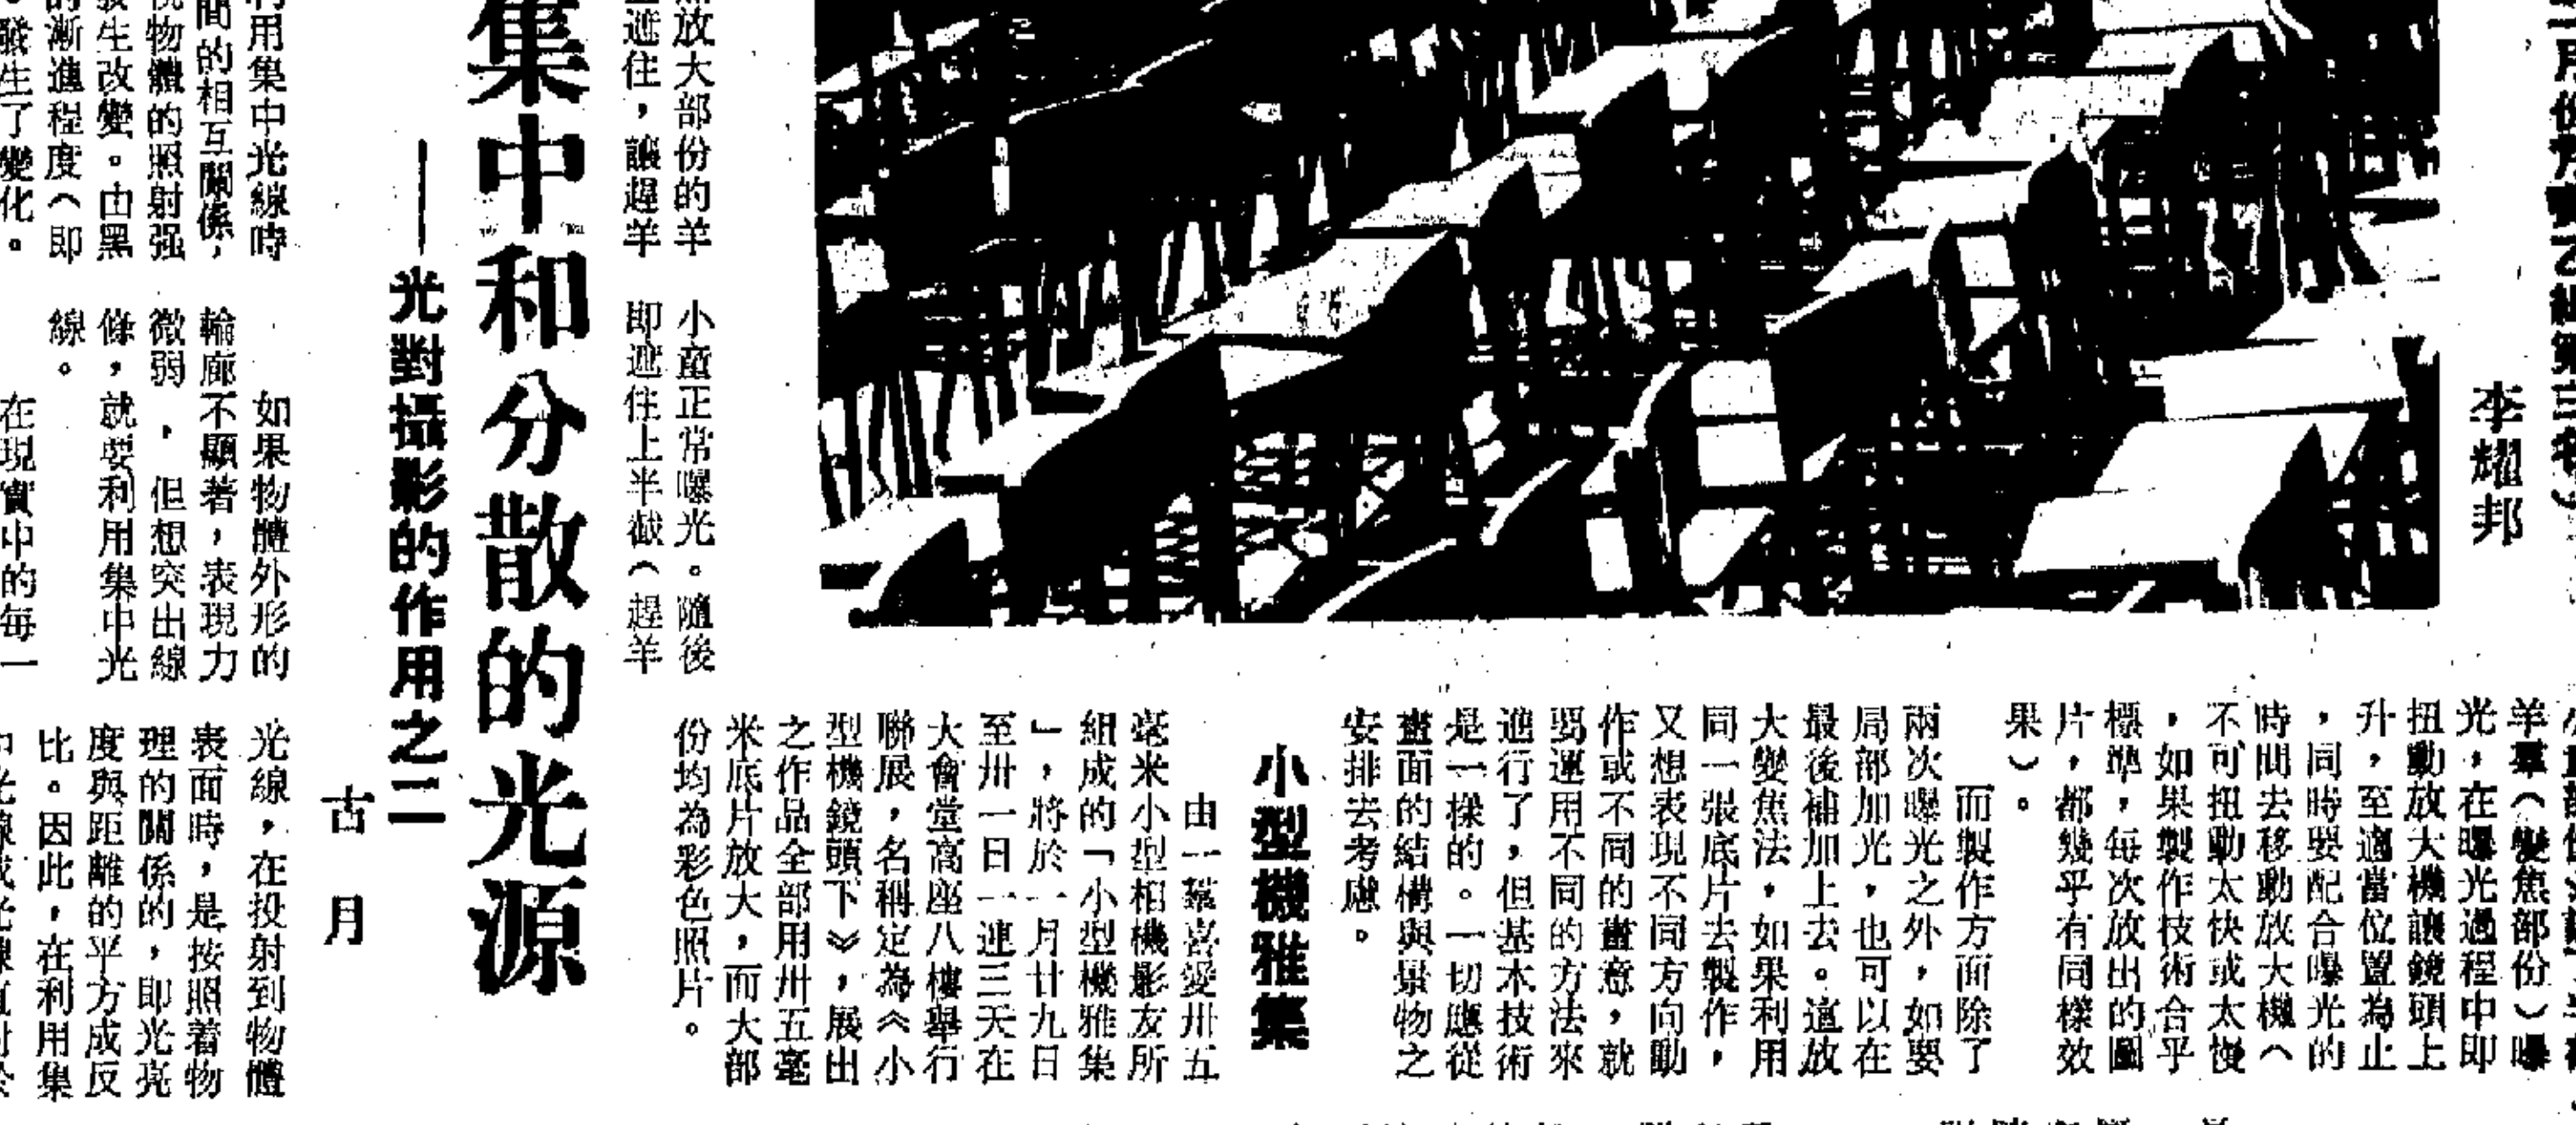 李耀邦
羊羣（變焦部份）曝
光，在曝光過程中即
扭動放大機讓鏡頭上
升，至適當位置為止
，同時要配合曝光的
時間去移動放大機（
不可扭動太快或太慢
，如果製作技術合乎
標準，每次放出的圖
片，都幾乎有同樣效
果）。
而製作方面除了
兩次曝光之外，如要
局部加光，也可以在
最後補加上去。這放
大變焦法，如果利用
同一張底片去製作，
又想表現不同方向動
作或不同的畫意，就
要運用不同的方法來
進行了，但基本技術
是一樣的。一切應從
畫面的結構與景物之
安排去考慮。
小型機雅集
由一羣喜愛卅五
毫米小型相機影友所
組成的「小型機雅集
」，將於一月廿九日
至卅一日一連三天在
大會堂高座八樓舉行
聯展，名稱定為《小
型機鏡頭下》，展出
之作品全部用卅五毫
米底片放大，而大部
份均為彩色照片。
放大部份的羊
遮住，讓趕羊
小童正常曝光。隨後
即遮住上半截（趕羊
集中和分散的光源
——光對攝影的作用之二
古月
用集中光線時
間的相互關係，
物體的照射强
生改變。由黑
漸進程度（即
發生了變化。
如果物體外形的
輪廊不顯著，表現力
微弱，但想突出線
條，就要利用集中光
線。
在現實中的每一
光線，在投射到物體
表面時，是按照着物
理的關係的，即光亮
度與距離的平方成反
比。因此，在利用集